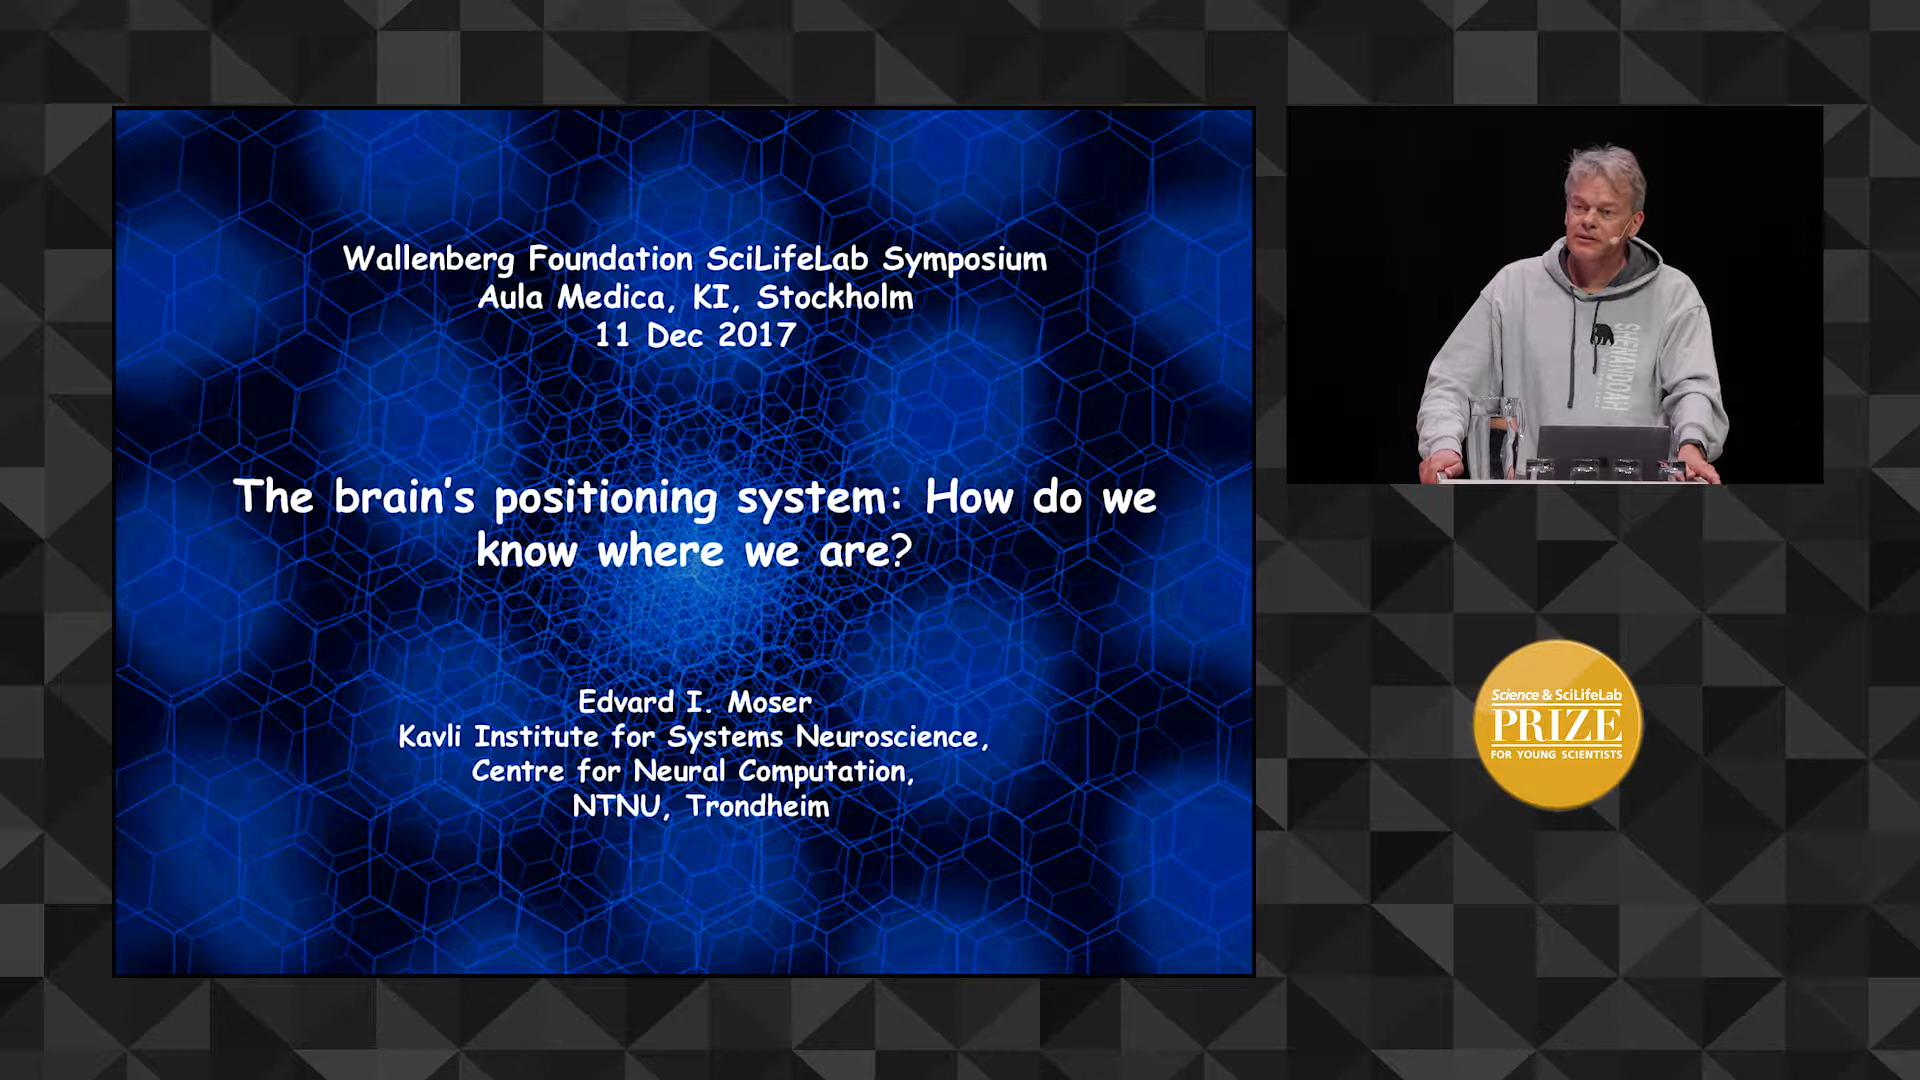 Wallenberg Foundation SciLifeLab Symposium
Aula Medica, KI, Stockholm
11 Dec 2017
The brain's positioning system: How do we
know where we are?
Edvard I. Moser
Kavli Institute for Systems Neuroscience,
Centre for Neural Computation,
NTNU, Trondheim
SHENANDOAH
Science & SciLifeLab
PRIZE
FOR YOUNG SCIENTISTS